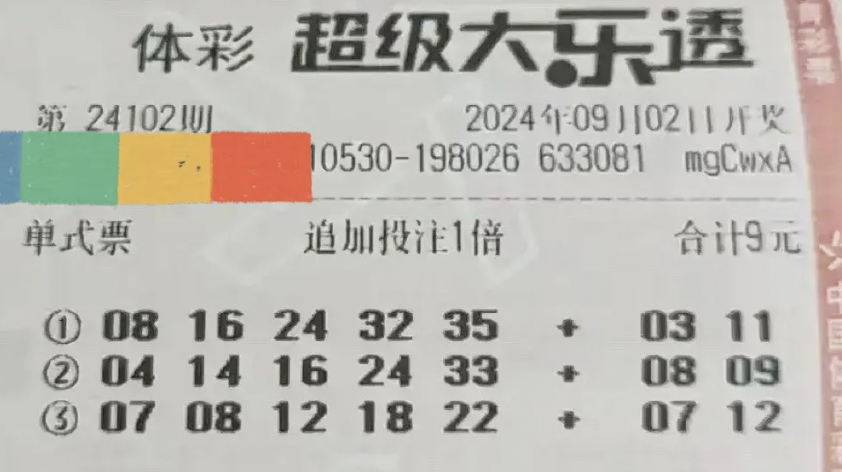 体彩 超级大乐透
第 24102期 2024年09月02日开奖
10530-198026 633081 mgCwxA
单式票 追加投注1倍 合计9元
① 08 16 24 32 35 + 03 11
② 04 14 16 24 33 + 08 09
③ 07 08 12 18 22 + 07 12
中国体育彩